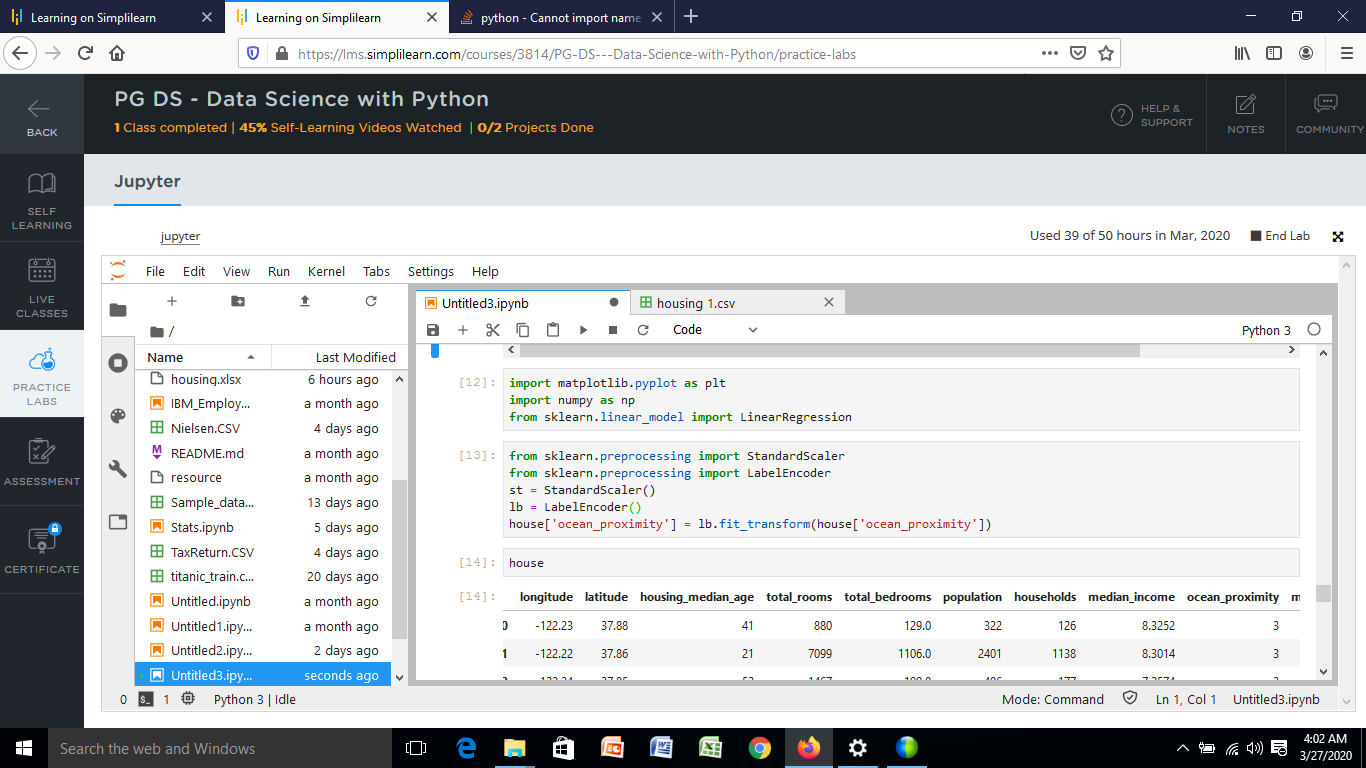 Learning on Simplilearn
Learning on Simplilearn
python - Cannot import name
https://lms.simplilearn.com/courses/3814/PG-DS---Data-Science-with-Python/practice-labs
BACK
PG DS - Data Science with Python
1 Class completed | 45% Self-Learning Videos Watched | 0/2 Projects Done
HELP &
SUPPORT
NOTES
COMMUNITY
SELF
LEARNING
LIVE
CLASSES
PRACTICE
LABS
ASSESSMENT
CERTIFICATE
Jupyter
jupyter
Used 39 of 50 hours in Mar, 2020
End Lab
File Edit View Run Kernel Tabs Settings Help
/
Name Last Modified
housing.xlsx 6 hours ago
IBM_Employ... a month ago
Nielsen.CSV 4 days ago
README.md a month ago
resource a month ago
Sample_data... 13 days ago
Stats.ipynb 5 days ago
TaxReturn.CSV 4 days ago
titanic_train.c... 20 days ago
Untitled.ipynb a month ago
Untitled1.ipy... a month ago
Untitled2.ipy... 2 days ago
Untitled3.ipy... seconds ago
Untitled3.ipynb
housing 1.csv
Code
Python 3
[12]: import matplotlib.pyplot as plt
import numpy as np
from sklearn.linear_model import LinearRegression
[13]: from sklearn.preprocessing import StandardScaler
from sklearn.preprocessing import LabelEncoder
st = StandardScaler()
lb = LabelEncoder()
house['ocean_proximity'] = lb.fit_transform(house['ocean_proximity'])
[14]: house
[14]: longitude latitude housing_median_age total_rooms total_bedrooms population households median_income ocean_proximity m
0 -122.23 37.88 41 880 129.0 322 126 8.3252 3
1 -122.22 37.86 21 7099 1106.0 2401 1138 8.3014 3
0 1 Python 3 | Idle Mode: Command Ln 1, Col 1 Untitled3.ipynb
Search the web and Windows
4:02 AM
3/27/2020